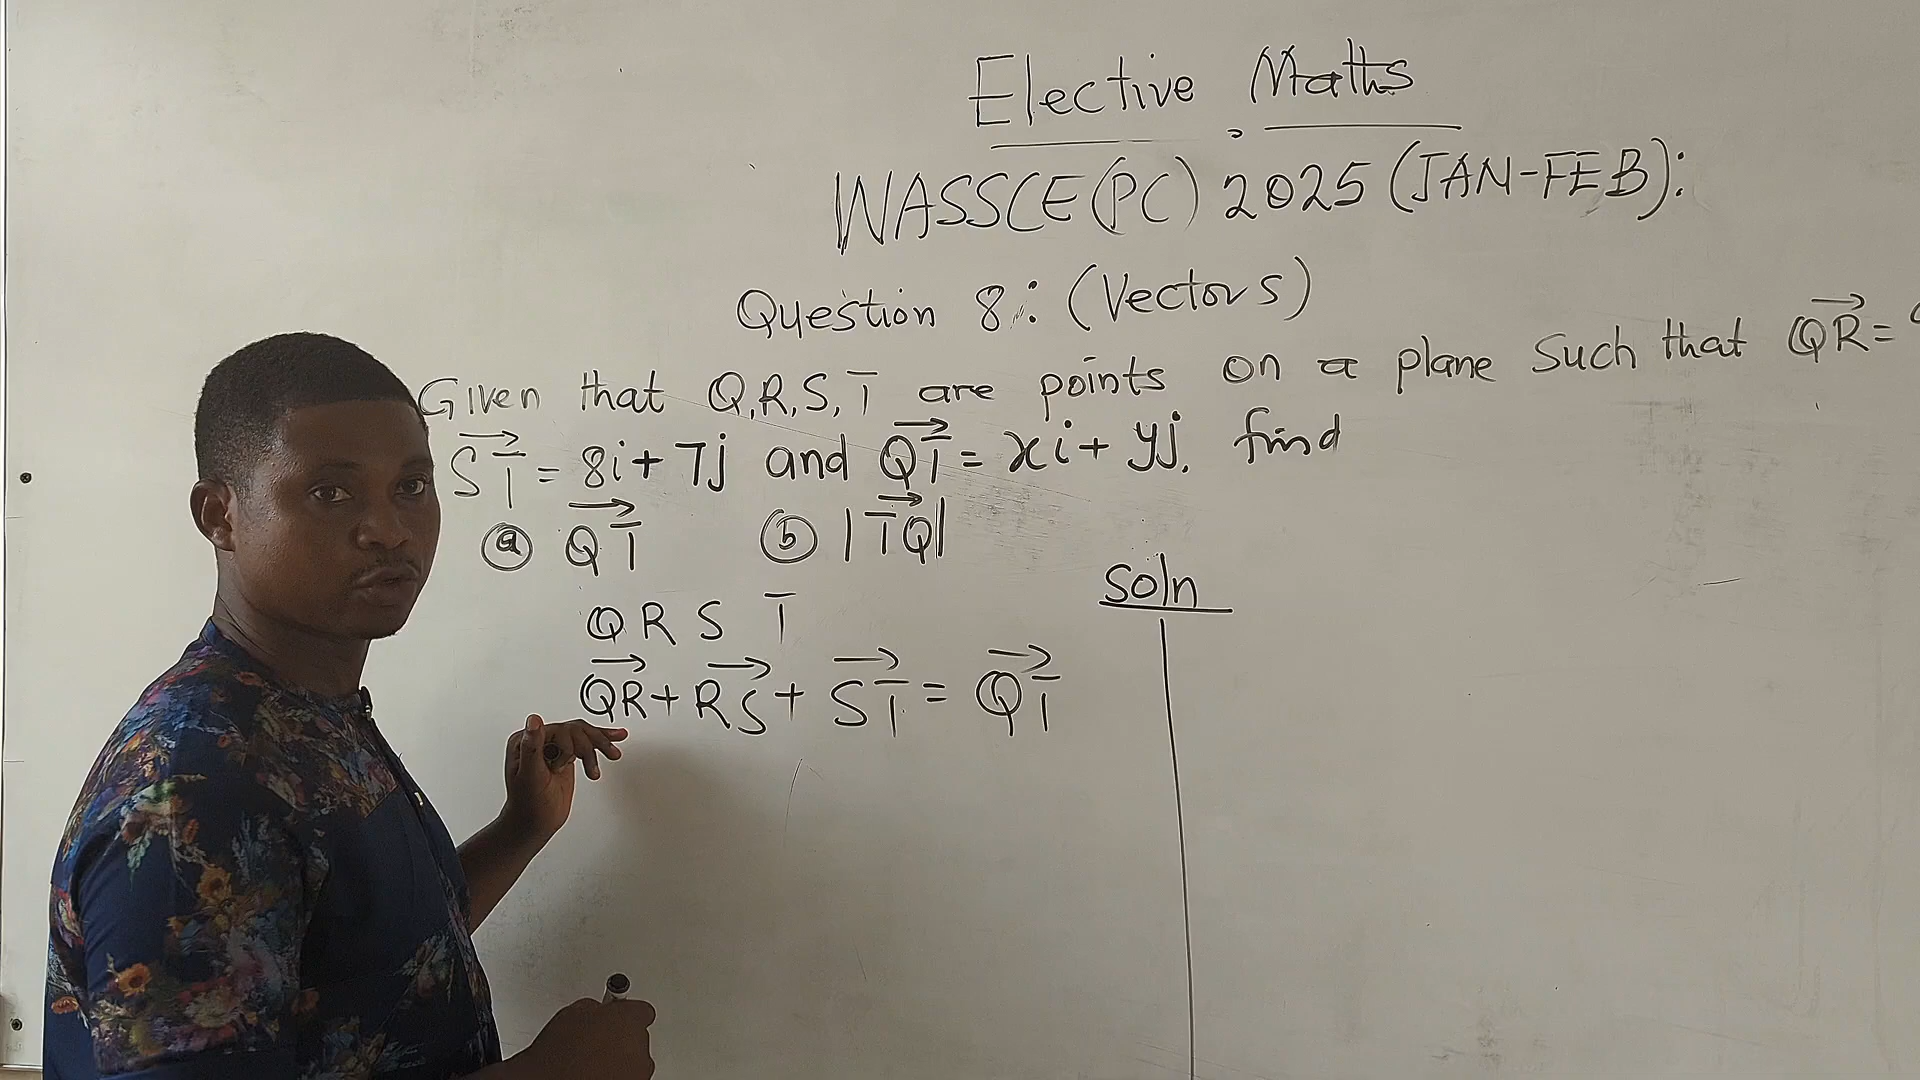 Elective Maths
WASSCE (PC) 2025 (JAN-FEB):
Question 8: (Vectors)
Given that Q, R, S, T are points on a plane such that →QR =
→ST = 8i + 7j and →QT = xi + yj, find
(a) →QT (b) |→TQ|
Soln
Q R S T
→QR + →RS + →ST = →QT